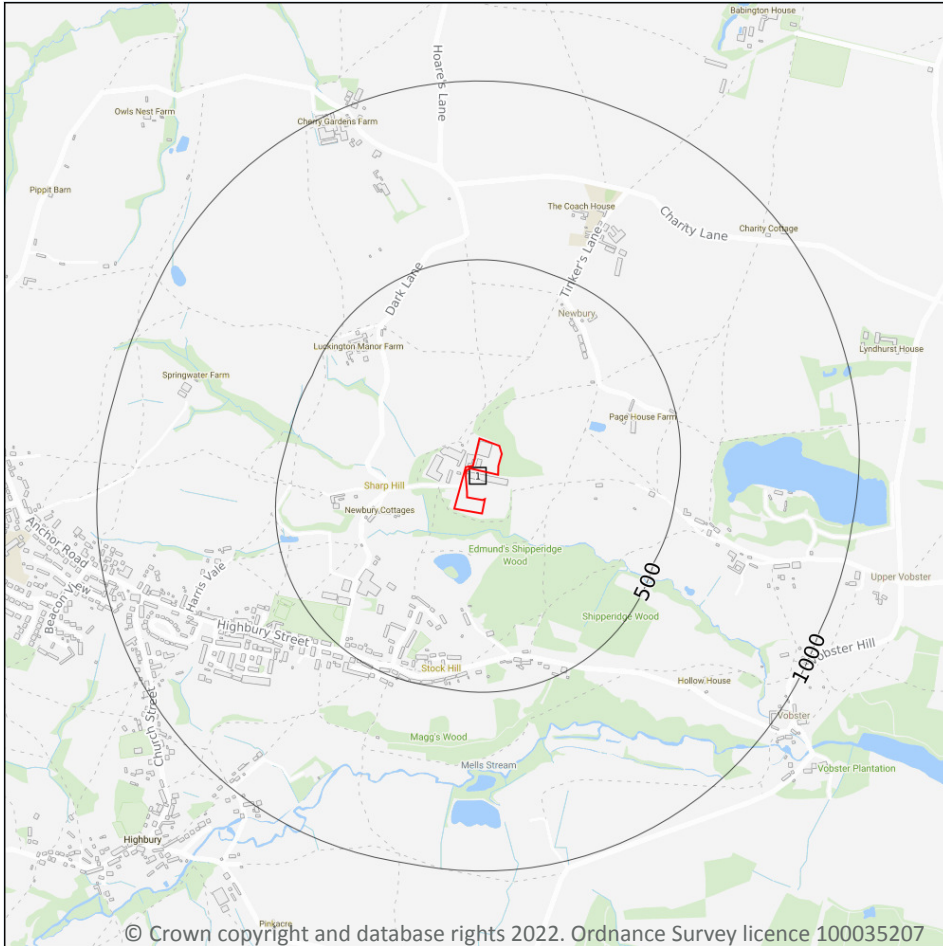 Babington House
Hoare's Lane
Owls Nest Farm
Cherry Gardens Farm
Pippit Barn
The Coach House
Charity Lane
Charity Cottage
Tinker's Lane
Dark Lane
Newbury
Luckington Manor Farm
Lyndhurst House
Springwater Farm
Page House Farm
1
Sharp Hill
Newbury Cottages
Anchor Road
Edmund's Shipperidge
Wood
Harris Vale
Beacon View
500
Upper Vobster
Shipperidge Wood
Highbury Street
1000
Vobster Hill
Stock Hill
Hollow House
Church Street
Vobster
Magg's Wood
Mells Stream
Vobster Plantation
Highbury
Pinkacre
© Crown copyright and database rights 2022. Ordnance Survey licence 100035207